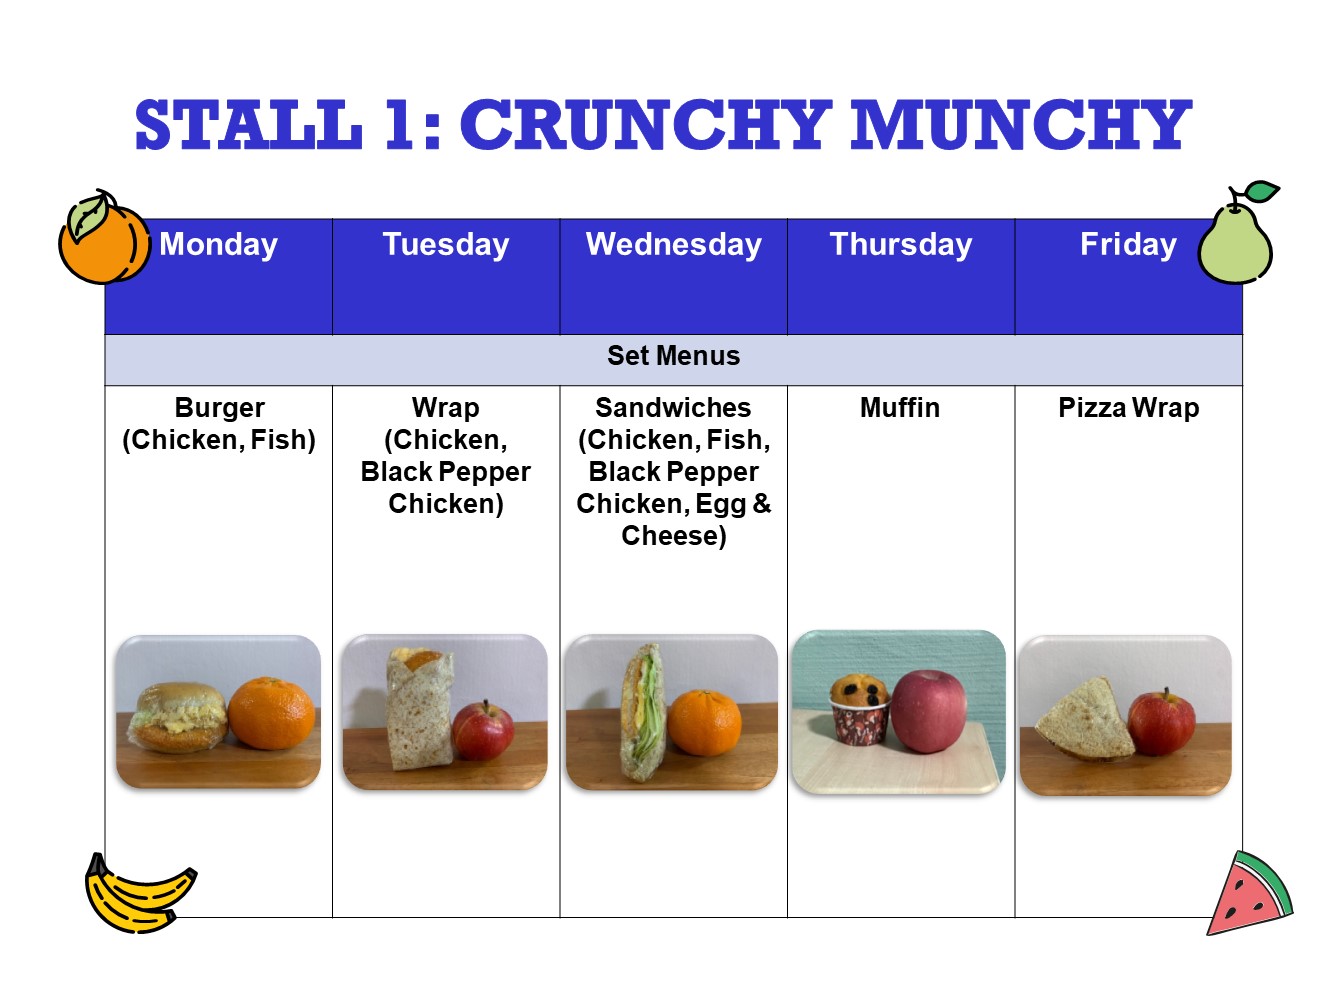 STALL 1: CRUNCHY MUNCHY
Monday
Tuesday
Wednesday
Thursday
Friday
Set Menus
Burger
(Chicken, Fish)
Wrap
(Chicken,
Black Pepper
Chicken)
Sandwiches
(Chicken, Fish,
Black Pepper
Chicken, Egg &
Cheese)
Muffin
Pizza Wrap